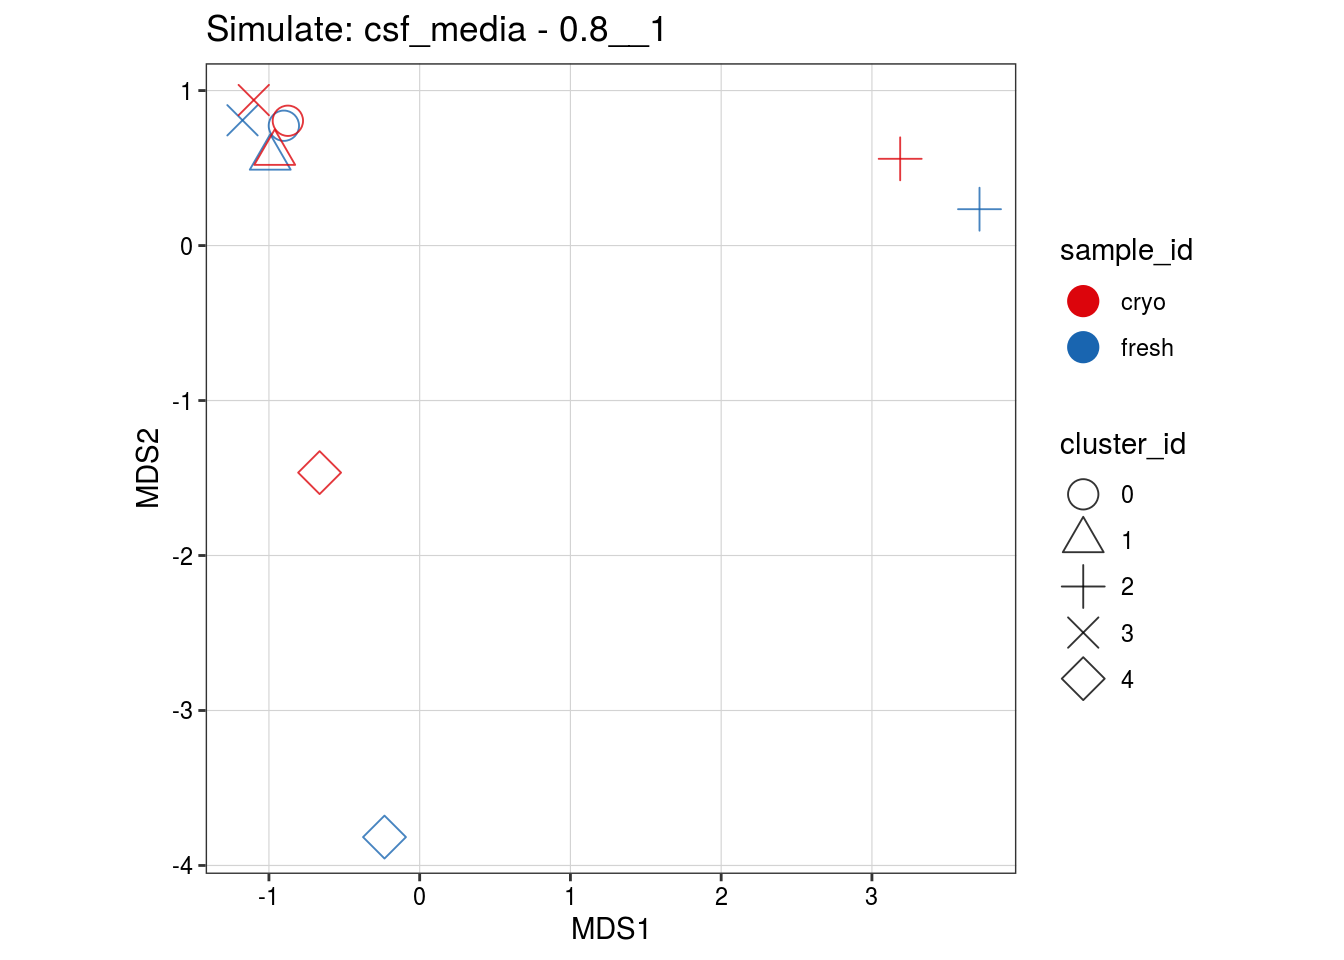 Simulate: csf_media - 0.8__1
1
0
-1
-2
-3
-4
MDS2
-1
0
1
2
3
MDS1
sample_id
cryo
fresh
cluster_id
0
1
2
3
4